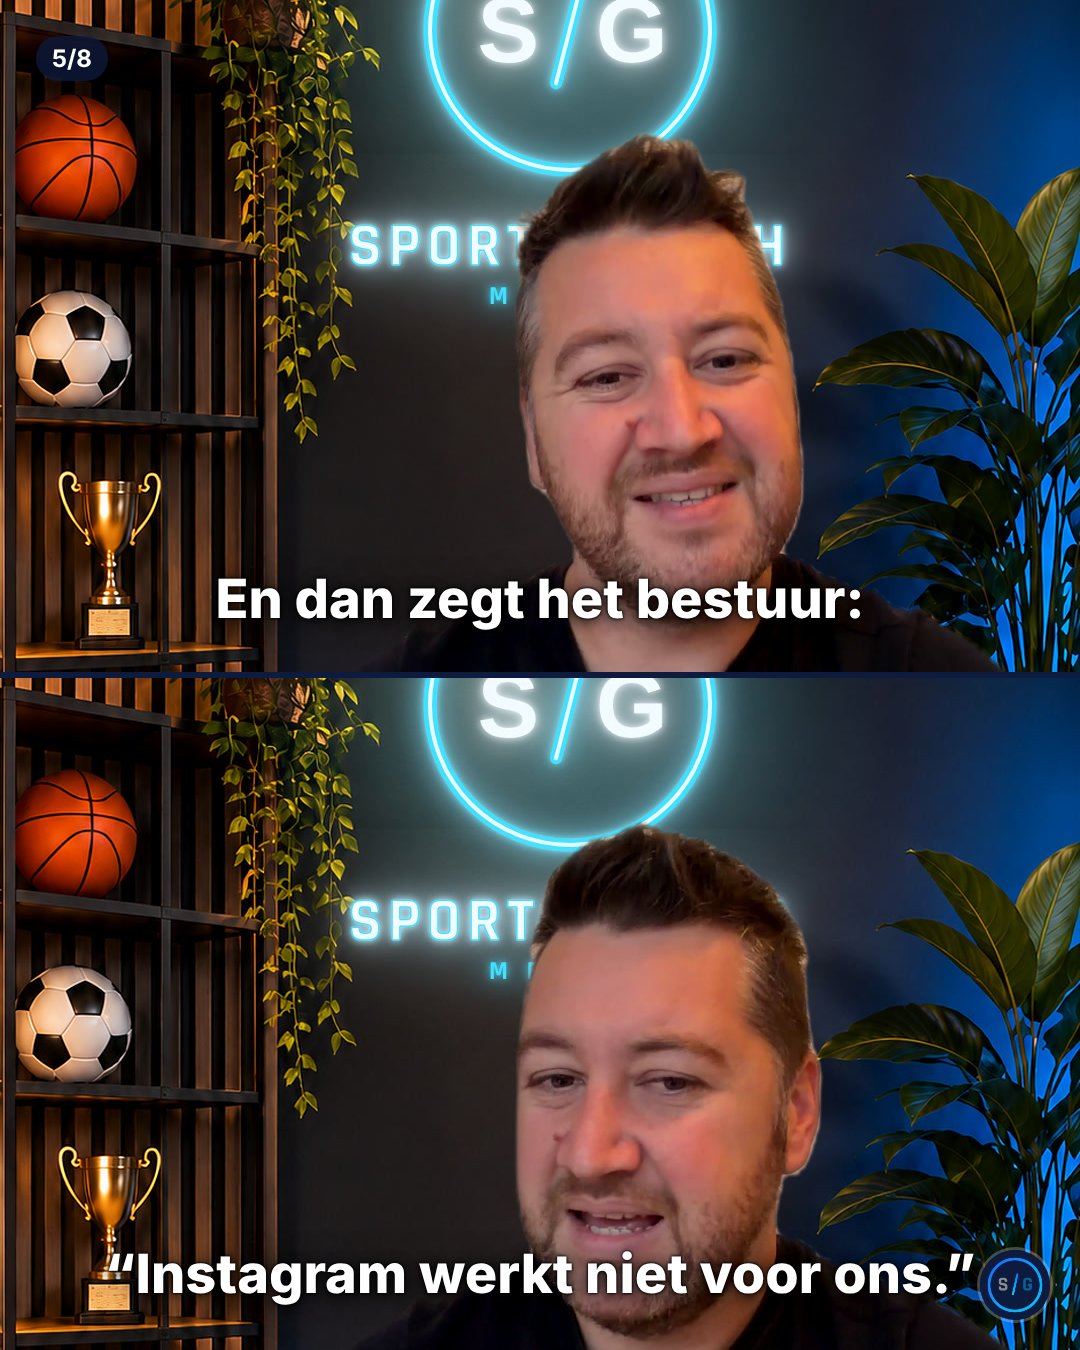 S/G
5/8
SPORT H
M
En dan zegt het bestuur:
S/G
SPORT
M
“Instagram werkt niet voor ons.”
S/G